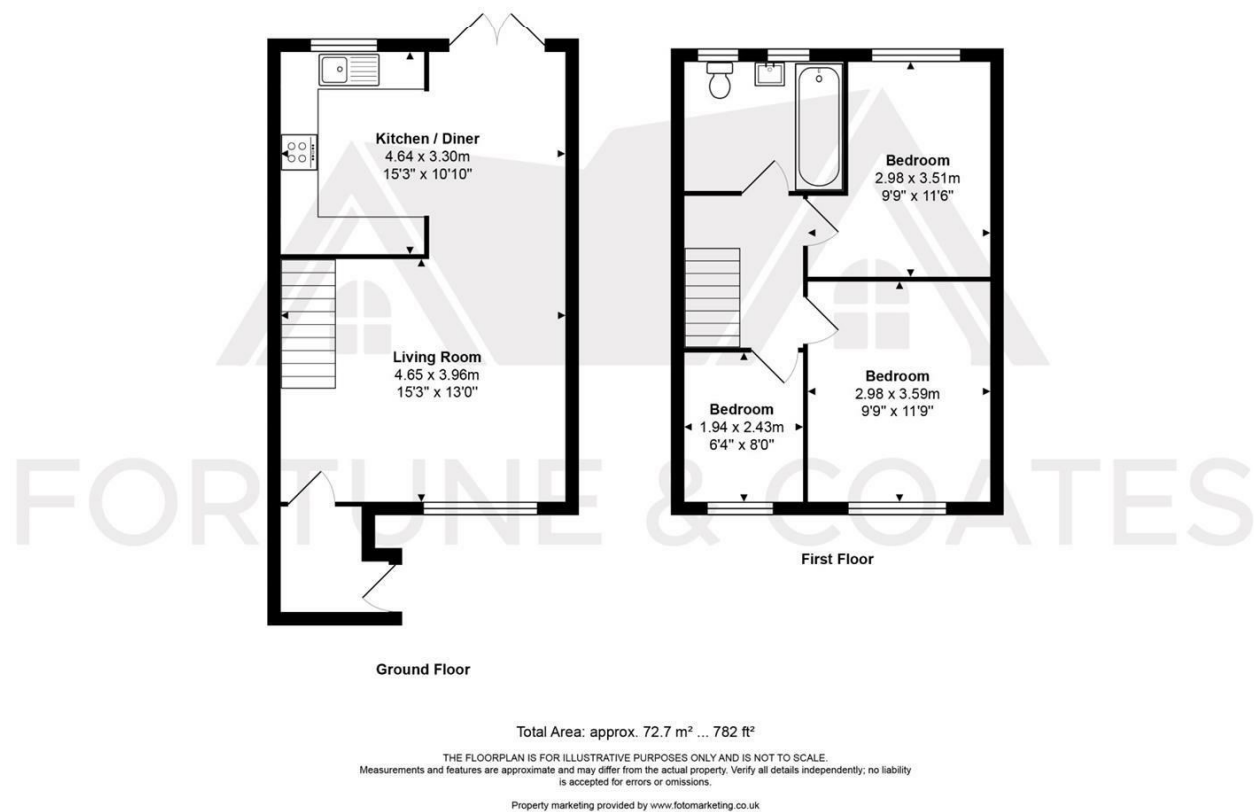 Kitchen / Diner
4.64 x 3.30m
15'3" x 10'10"
Living Room
4.65 x 3.96m
15'3" x 13'0"
Ground Floor
Bedroom
2.98 x 3.51m
9'9" x 11'6"
Bedroom
2.98 x 3.59m
9'9" x 11'9"
Bedroom
1.94 x 2.43m
6'4" x 8'0"
First Floor
FORTUNE & COATES
Total Area: approx. 72.7 m² ... 782 ft²
THE FLOORPLAN IS FOR ILLUSTRATIVE PURPOSES ONLY AND IS NOT TO SCALE.
Measurements and features are approximate and may differ from the actual property. Verify all details independently; no liability
is accepted for errors or omissions.
Property marketing provided by www.fotomarketing.co.uk